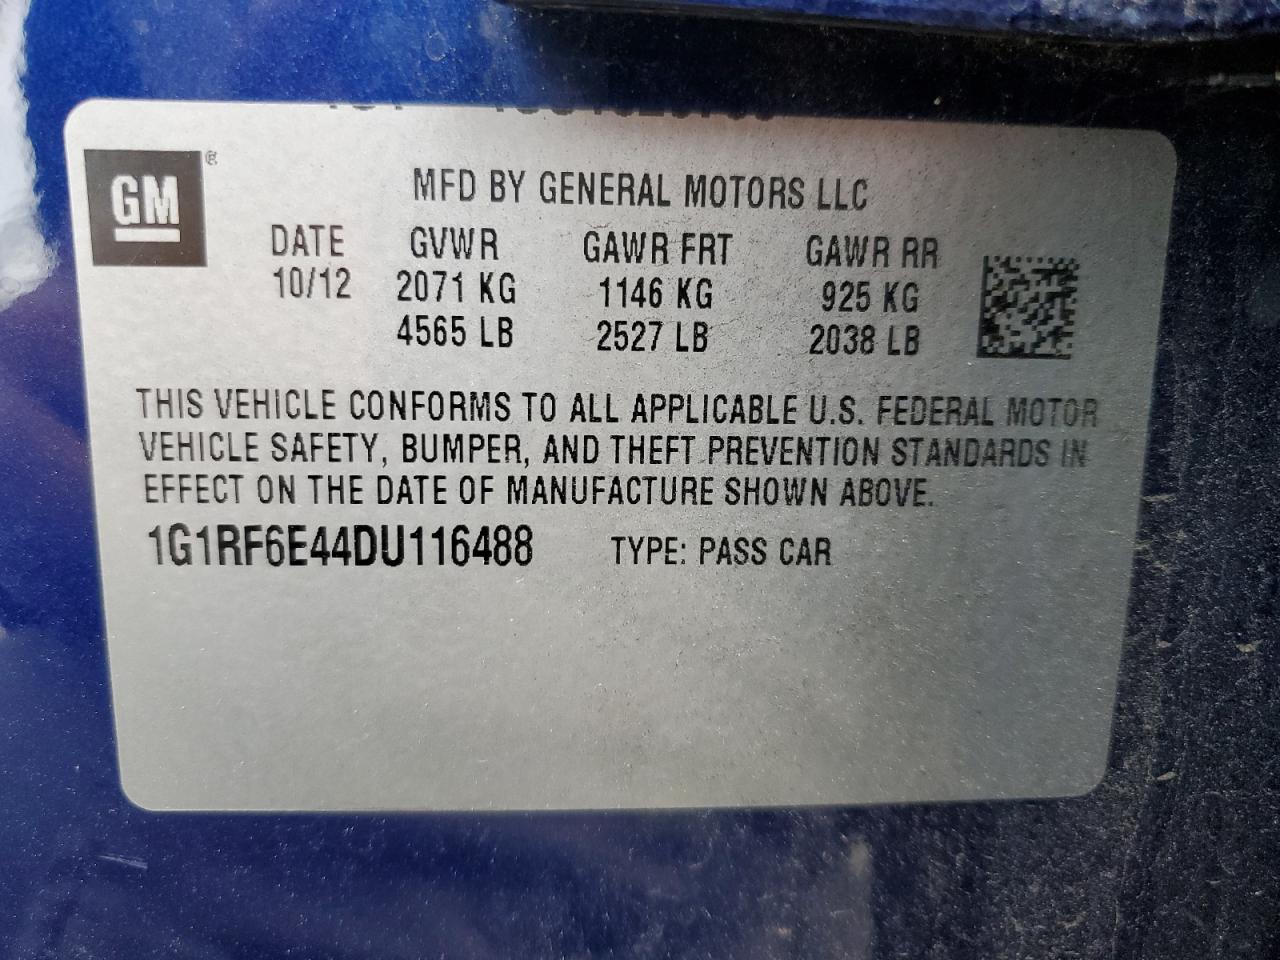 GM ®
MFD BY GENERAL MOTORS LLC
DATE GVWR GAWR FRT GAWR RR
10/12 2071 KG 1146 KG 925 KG
4565 LB 2527 LB 2038 LB
THIS VEHICLE CONFORMS TO ALL APPLICABLE U.S. FEDERAL MOTOR
VEHICLE SAFETY, BUMPER, AND THEFT PREVENTION STANDARDS IN
EFFECT ON THE DATE OF MANUFACTURE SHOWN ABOVE.
1G1RF6E44DU116488 TYPE: PASS CAR